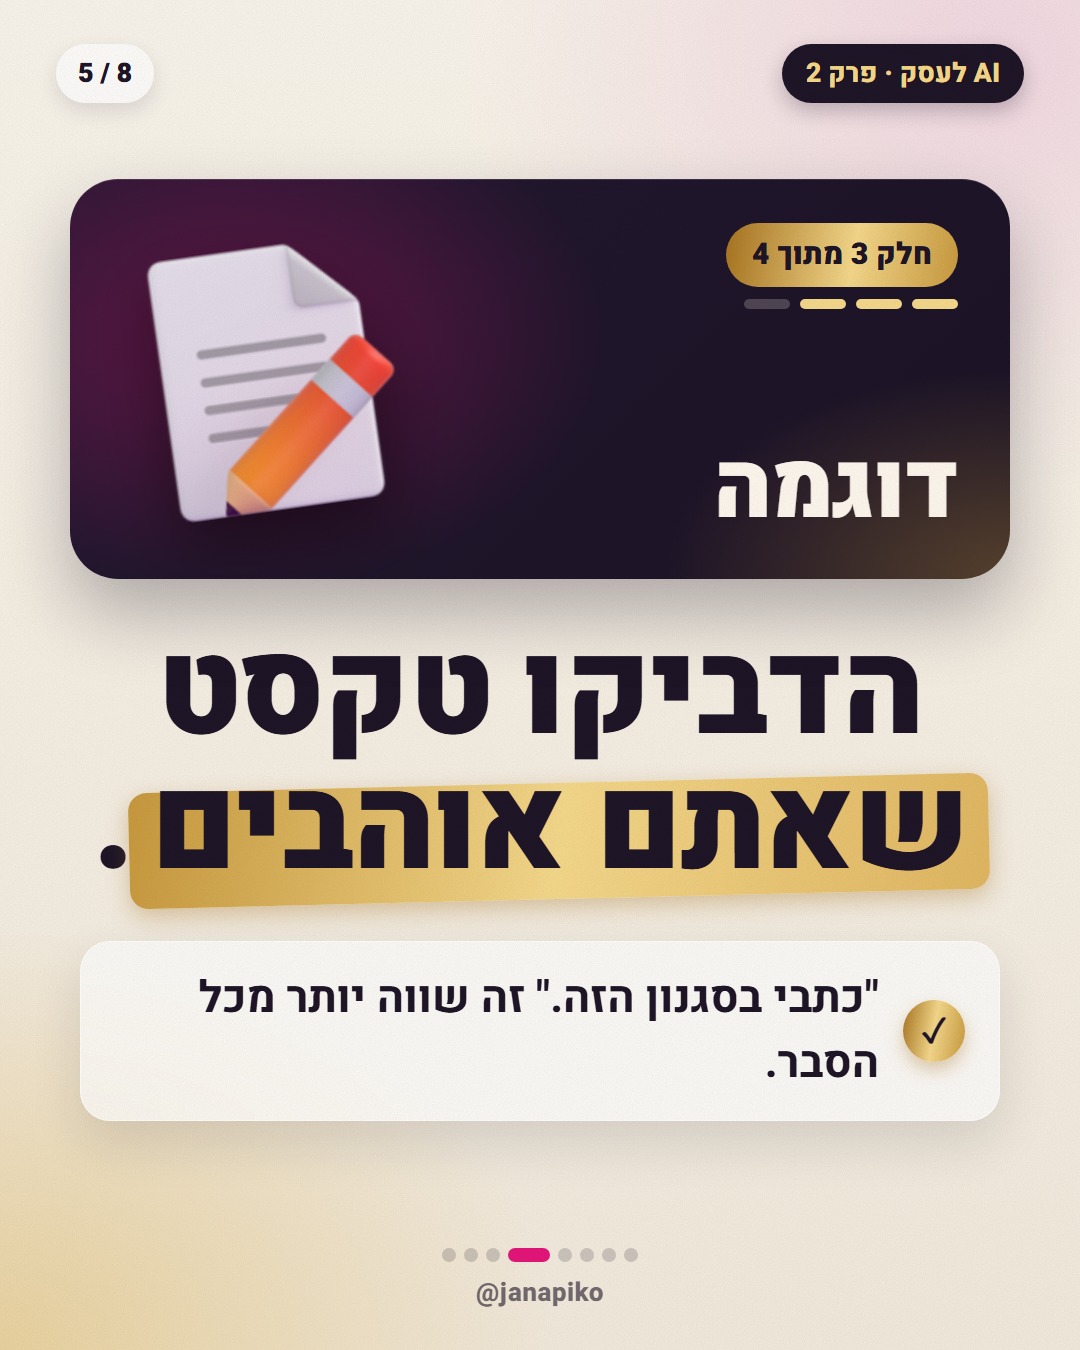 AI לעסק · פרק 2
5 / 8
חלק 3 מתוך 4
דוגמה
הדביקו טקסט
שאתם אוהבים.
"כתבי בסגנון הזה." זה שווה יותר מכל
הסבר.
@janapiko